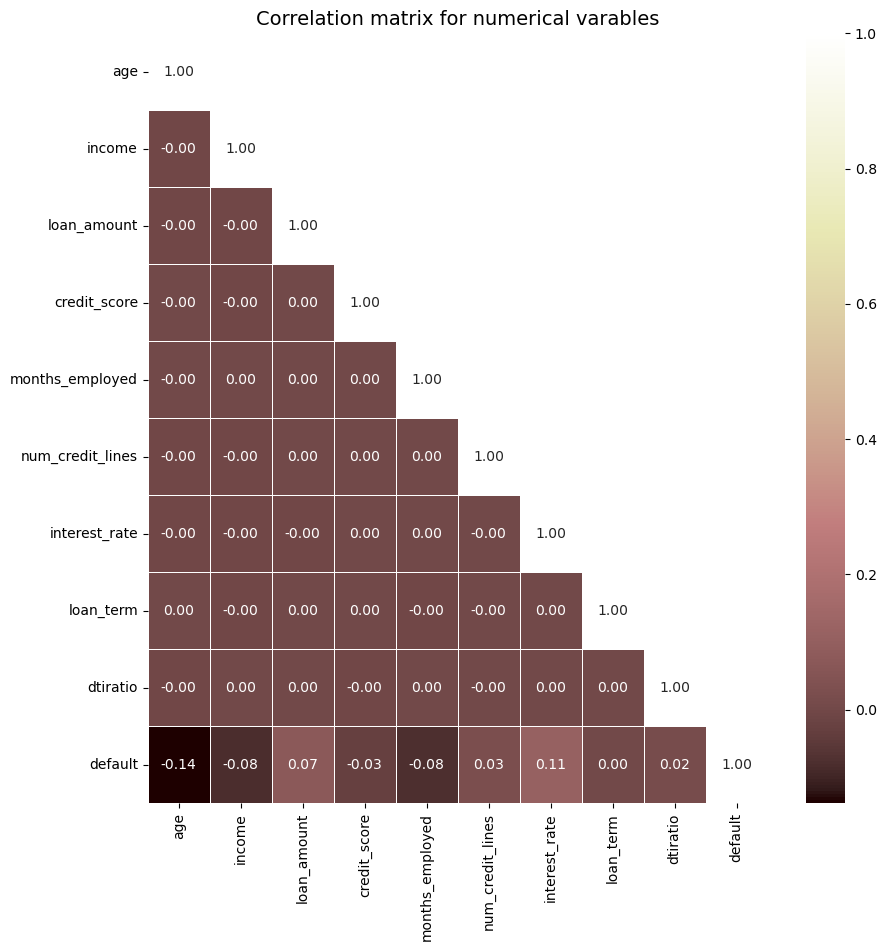 Correlation matrix for numerical varables
age 1.00
income -0.00 1.00
loan_amount -0.00 -0.00 1.00
credit_score -0.00 -0.00 0.00 1.00
months_employed -0.00 0.00 0.00 0.00 1.00
num_credit_lines -0.00 -0.00 0.00 0.00 0.00 1.00
interest_rate -0.00 -0.00 -0.00 0.00 0.00 -0.00 1.00
loan_term 0.00 -0.00 0.00 0.00 -0.00 -0.00 0.00 1.00
dtiratio -0.00 0.00 0.00 -0.00 0.00 -0.00 0.00 0.00 1.00
default -0.14 -0.08 0.07 -0.03 -0.08 0.03 0.11 0.00 0.02 1.00
age
income
loan_amount
credit_score
months_employed
num_credit_lines
interest_rate
loan_term
dtiratio
default
1.0
0.8
0.6
0.4
0.2
0.0